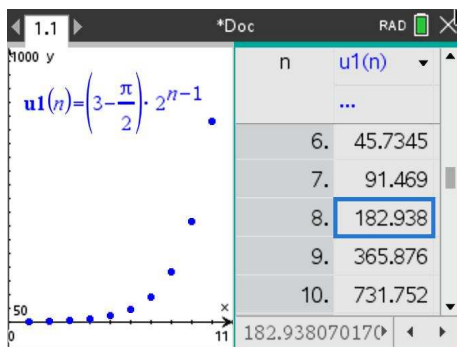 1.1
*Doc
RAD
1000 y
u1(n)=(3-π/2)·2^(n-1)
50
x
0
11
n
u1(n)
...
6. 45.7345
7. 91.469
8. 182.938
9. 365.876
10. 731.752
182.938070170